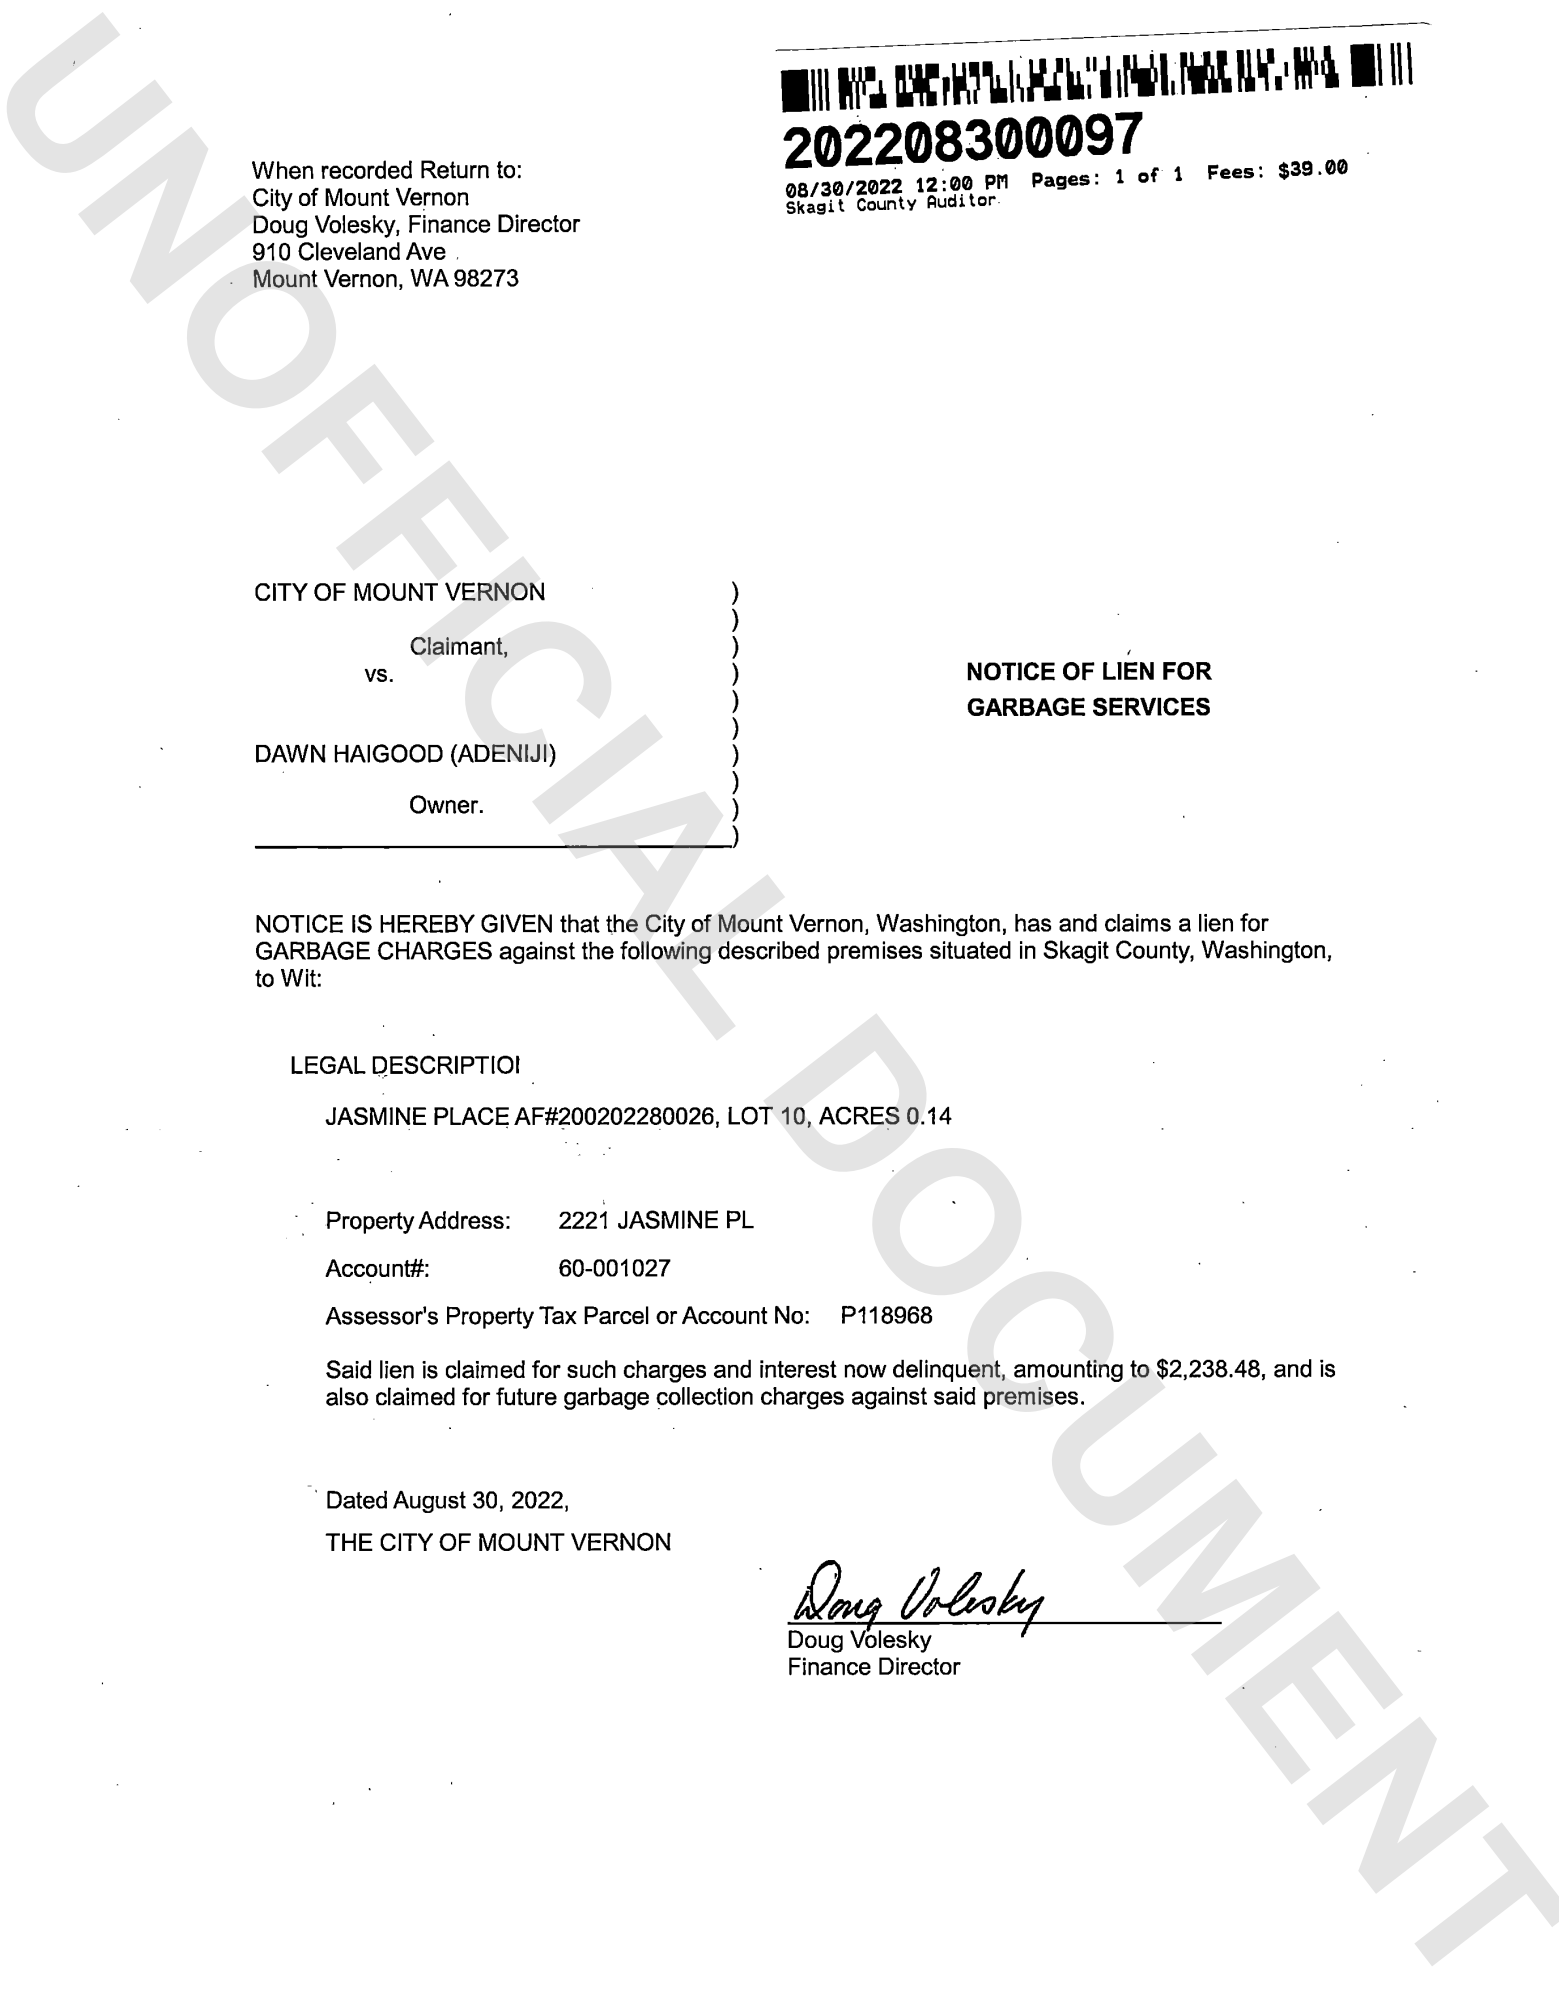 202208300097
08/30/2022 12:00 PM Pages: 1 of 1 Fees: $39.00
Skagit County Auditor
When recorded Return to:
City of Mount Vernon
Doug Volesky, Finance Director
910 Cleveland Ave
Mount Vernon, WA 98273
CITY OF MOUNT VERNON )
)
Claimant, )
vs. )
)
)
DAWN HAIGOOD (ADENIJI) )
)
Owner. )
)
NOTICE OF LIEN FOR
GARBAGE SERVICES
NOTICE IS HEREBY GIVEN that the City of Mount Vernon, Washington, has and claims a lien for
GARBAGE CHARGES against the following described premises situated in Skagit County, Washington,
to Wit:
LEGAL DESCRIPTIOI
JASMINE PLACE AF#200202280026, LOT 10, ACRES 0.14
Property Address: 2221 JASMINE PL
Account#: 60-001027
Assessor's Property Tax Parcel or Account No: P118968
Said lien is claimed for such charges and interest now delinquent, amounting to $2,238.48, and is
also claimed for future garbage collection charges against said premises.
Dated August 30, 2022,
THE CITY OF MOUNT VERNON
Doug Volesky
Doug Volesky
Finance Director
UNOFFICIAL DOCUMENT